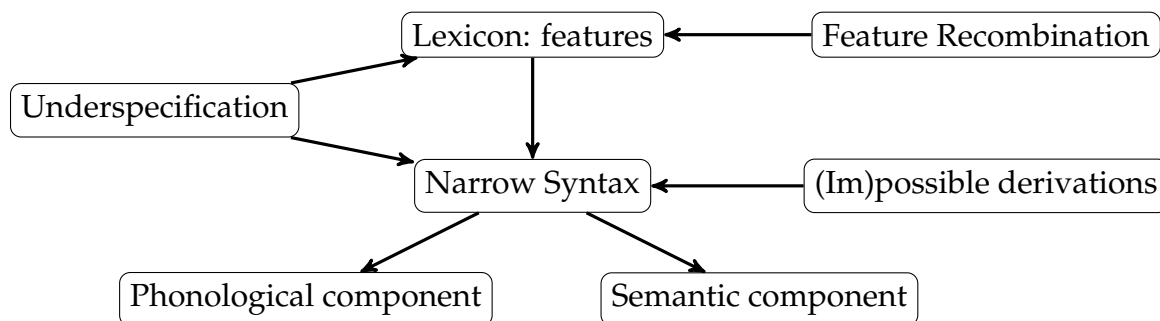 Lexicon: features
Feature Recombination
Underspecification
Narrow Syntax
(Im)possible derivations
Phonological component
Semantic component